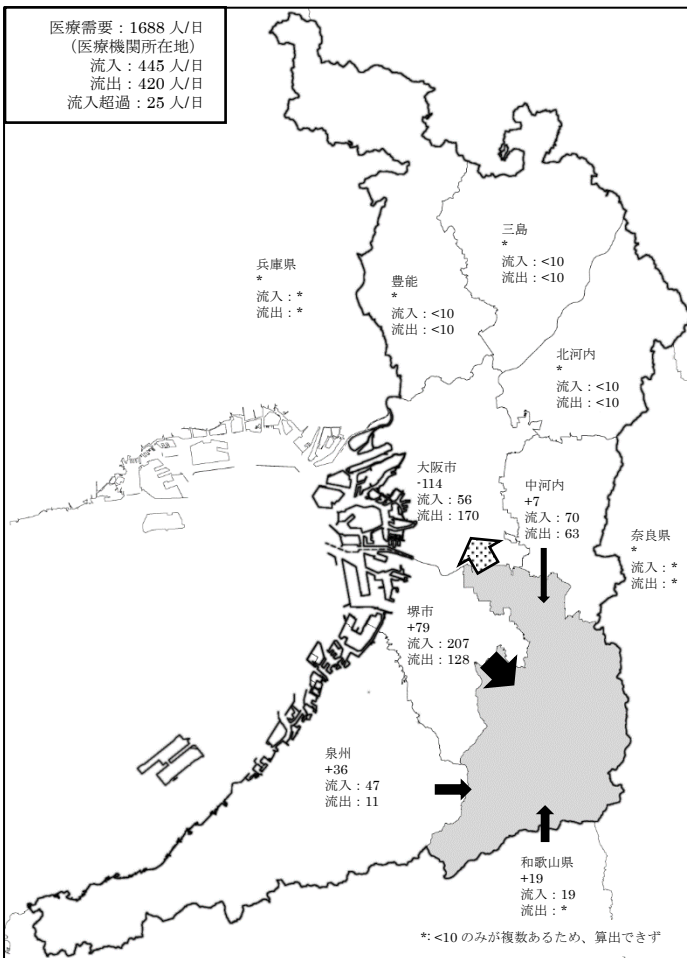 医療需要：1688 人/日
（医療機関所在地）
流入：445 人/日
流出：420 人/日
流入超過：25 人/日
三島
*
流入：<10
流出：<10
兵庫県
*
流入：*
流出：*
豊能
*
流入：<10
流出：<10
北河内
*
流入：<10
流出：<10
大阪市
-114
流入：56
流出：170
中河内
+7
流入：70
流出：63
奈良県
*
流入：*
流出：*
堺市
+79
流入：207
流出：128
泉州
+36
流入：47
流出：11
和歌山県
+19
流入：19
流出：*
*: <10 のみが複数あるため、算出できず